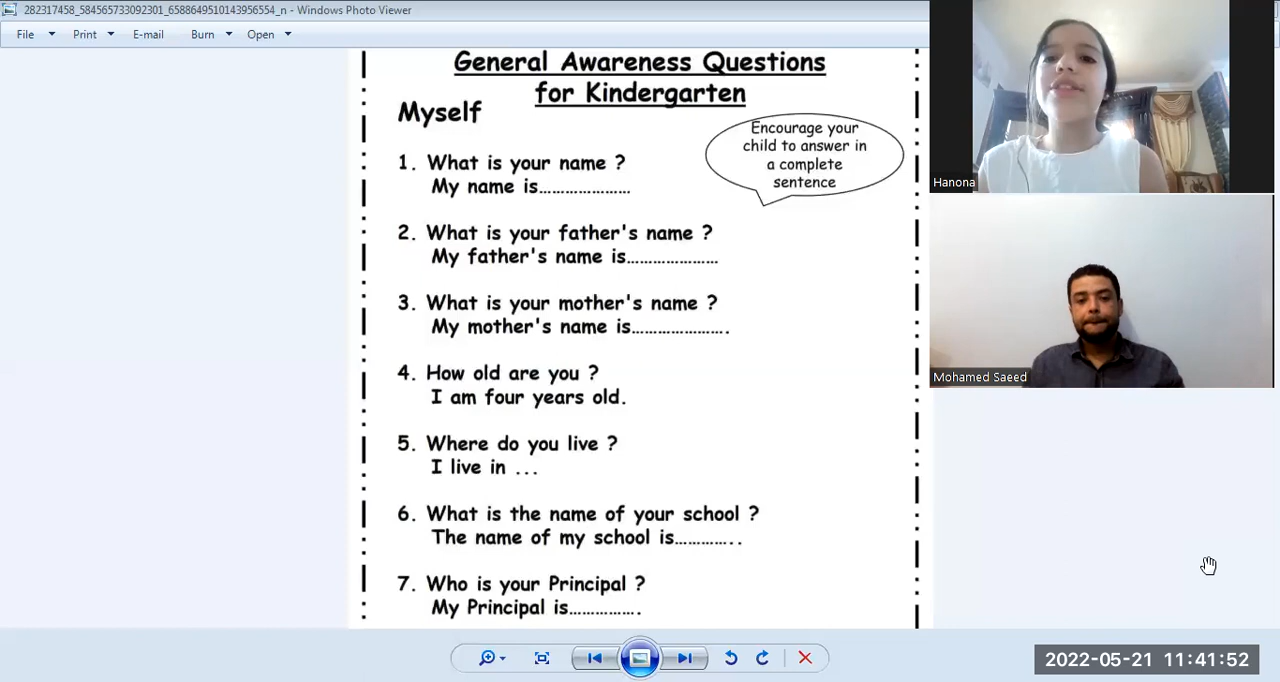 282317458_584565733092301_6588649510143956554_n - Windows Photo Viewer
File Print E-mail Burn Open
General Awareness Questions
for Kindergarten
Myself
Encourage your
child to answer in
a complete
sentence
1. What is your name ?
My name is.....................
2. What is your father's name ?
My father's name is.....................
3. What is your mother's name ?
My mother's name is......................
4. How old are you ?
I am four years old.
5. Where do you live ?
I live in ...
6. What is the name of your school ?
The name of my school is..............
7. Who is your Principal ?
My Principal is................
Hanona
Mohamed Saeed
2022-05-21 11:41:52